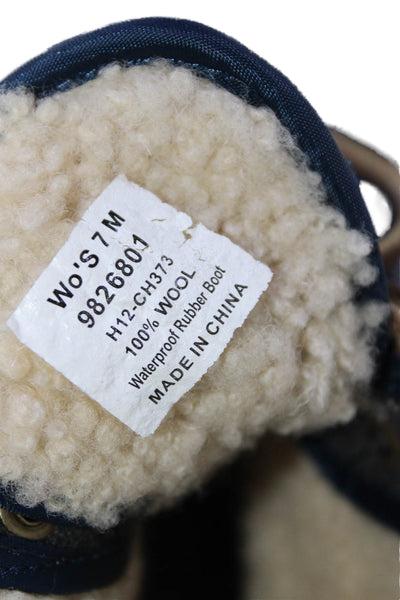 Wo'S 7 M
9826801
H12-CH373
100% WOOL
Waterproof Rubber Boot
MADE IN CHINA